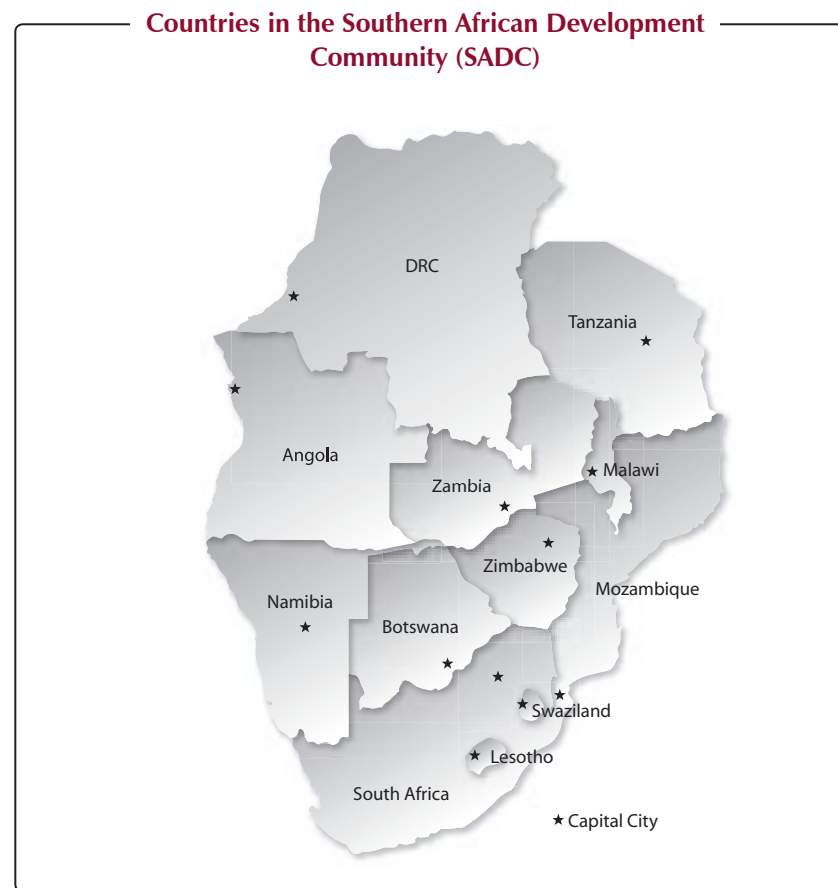 Countries in the Southern African Development
Community (SADC)
DRC
Tanzania
Angola
Malawi
Zambia
Zimbabwe
Mozambique
Namibia
Botswana
Swaziland
Lesotho
South Africa
Capital City